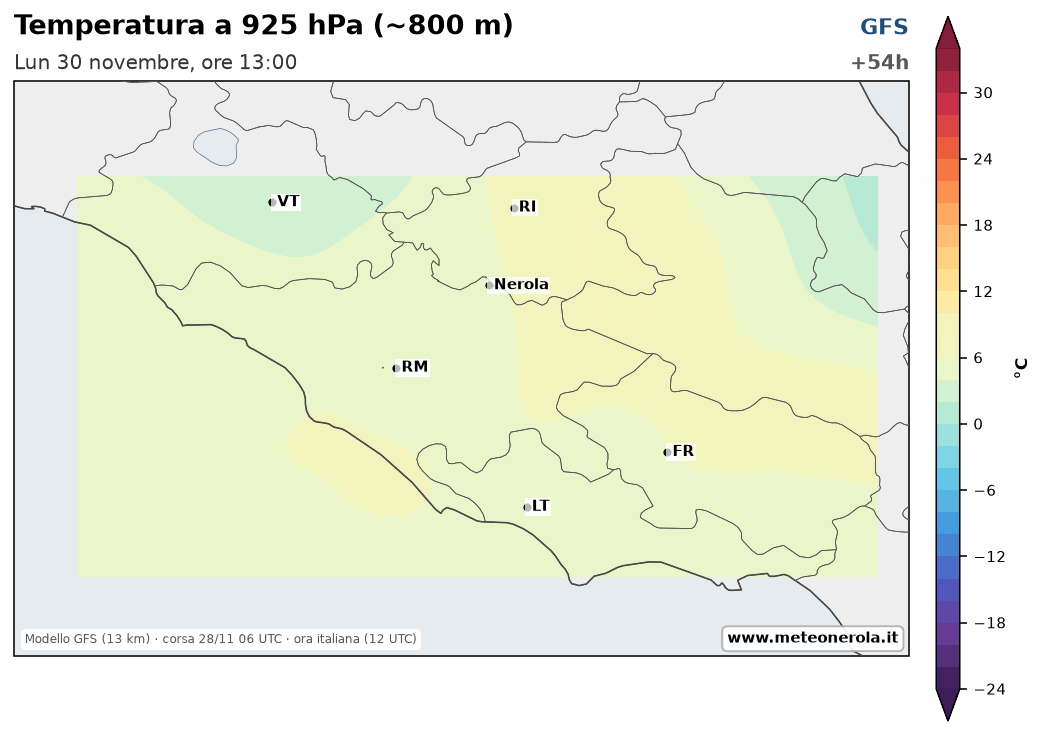 Temperatura a 925 hPa (~800 m)
GFS
Lun 30 novembre, ore 13:00
+54h
VT
RI
Nerola
RM
FR
LT
30
24
18
12
6
0
−6
−12
−18
−24
°C
Modello GFS (13 km) · corsa 28/11 06 UTC · ora italiana (12 UTC)
www.meteonerola.it